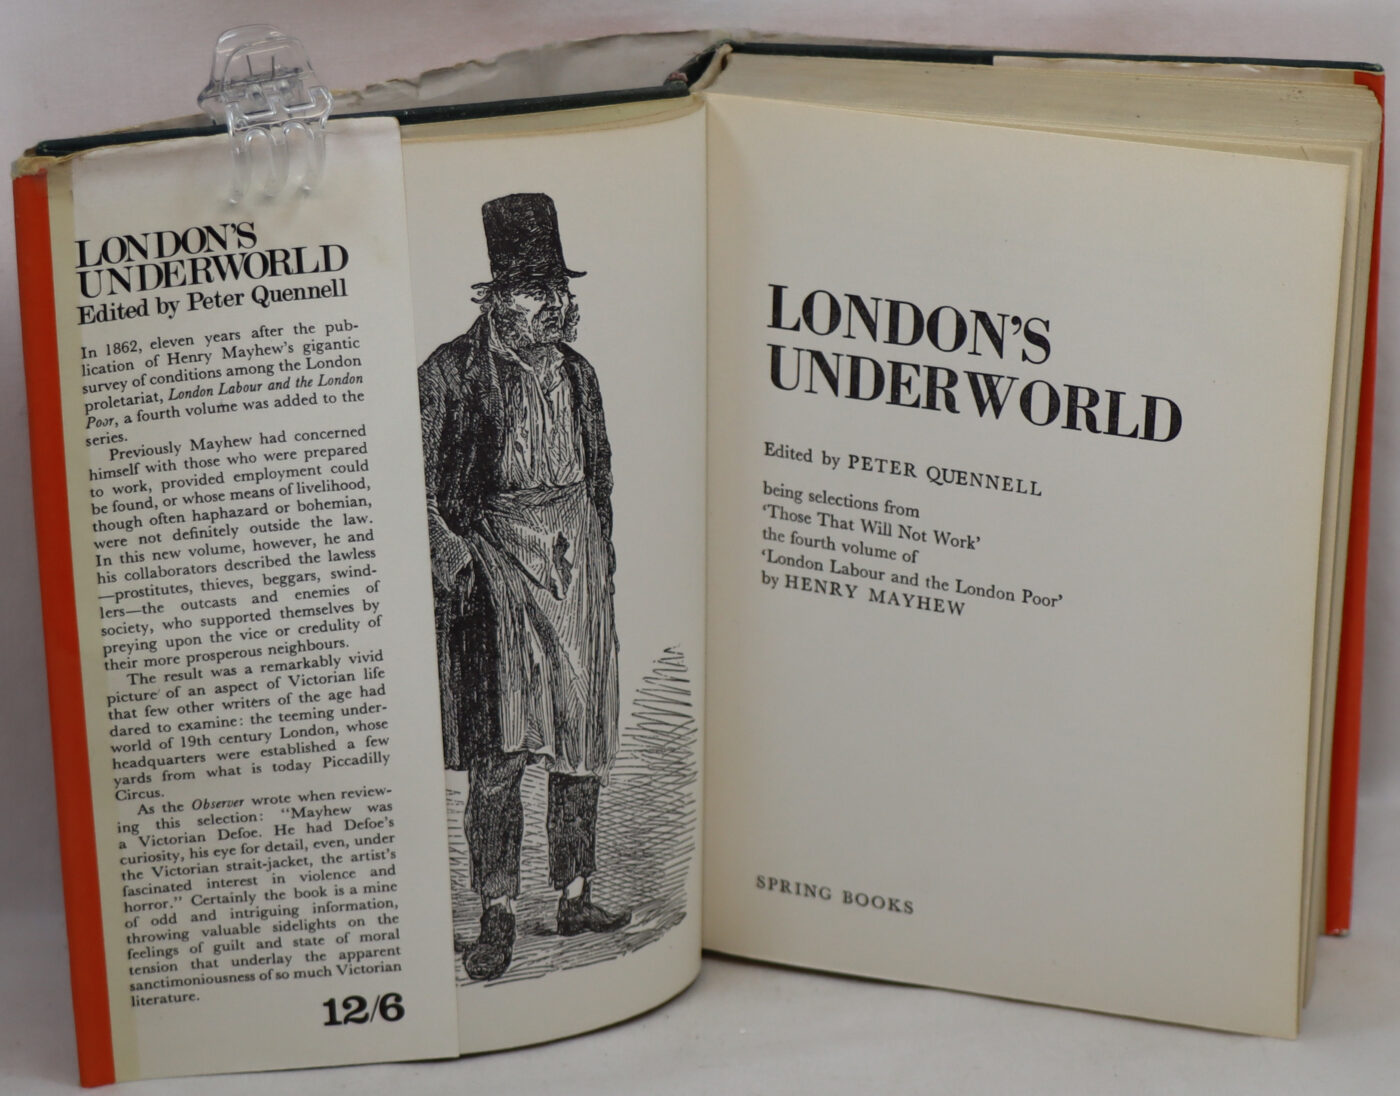 LONDON'S
UNDERWORLD
Edited by Peter Quennell
In 1862, eleven years after the pub-
lication of Henry Mayhew's gigantic
survey of conditions among the London
proletariat, London Labour and the London
Poor, a fourth volume was added to the
series.
Previously Mayhew had concerned
himself with those who were prepared
to work, provided employment could
be found, or whose means of livelihood,
though often haphazard or bohemian,
were not definitely outside the law.
In this new volume, however, he and
his collaborators described the lawless
—prostitutes, thieves, beggars, swind-
lers—the outcasts and enemies of
society, who supported themselves by
preying upon the vice or credulity of
their more prosperous neighbours.
The result was a remarkably vivid
picture of an aspect of Victorian life
that few other writers of the age had
dared to examine: the teeming under-
world of 19th century London, whose
headquarters were established a few
yards from what is today Piccadilly
Circus.
As the Observer wrote when review-
ing this selection: "Mayhew was
a Victorian Defoe. He had Defoe's
curiosity, his eye for detail, even, under
the Victorian strait-jacket, the artist's
fascinated interest in violence and
horror." Certainly the book is a mine
of odd and intriguing information,
throwing valuable sidelights on the
feelings of guilt and state of moral
tension that underlay the apparent
sanctimoniousness of so much Victorian
literature.
12/6
LONDON'S
UNDERWORLD
Edited by PETER QUENNELL
being selections from
'Those That Will Not Work'
the fourth volume of
'London Labour and the London Poor'
by HENRY MAYHEW
SPRING BOOKS